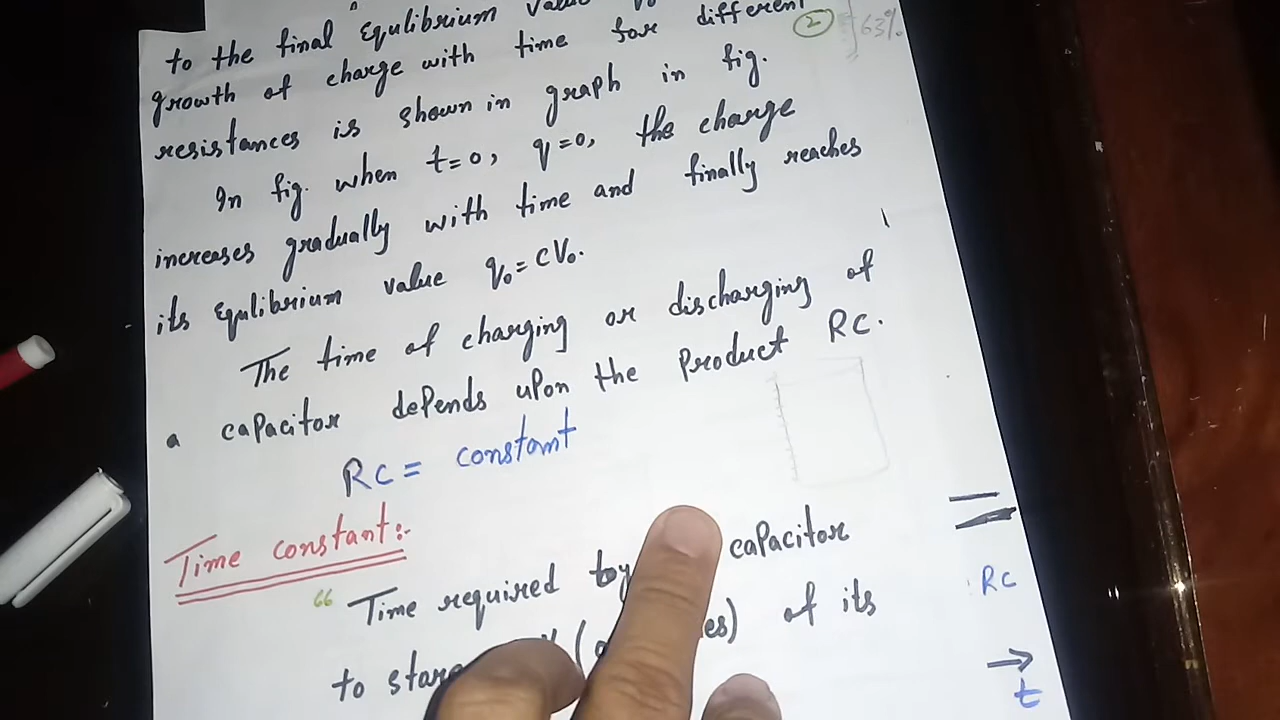 to the final Equlibrium value
growth of charge with time for different
resistances is shown in graph in fig.
In fig. when t=0, q=0, the charge
increases gradually with time and finally reaches
its Equlibrium value q₀=CV₀.
The time of charging or discharging of
a capacitor depends upon the Product RC.
RC = constant
Time constant:-
Time required by capacitor
to store of its
2
63%
RC
t